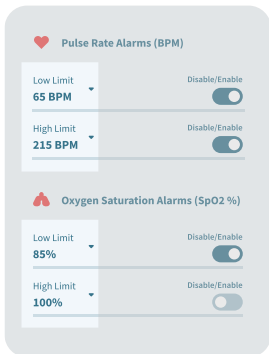 Pulse Rate Alarms (BPM)
Low Limit
Disable/Enable
65 BPM
High Limit
Disable/Enable
215 BPM
Oxygen Saturation Alarms (SpO2 %)
Low Limit
Disable/Enable
85%
High Limit
Disable/Enable
100%